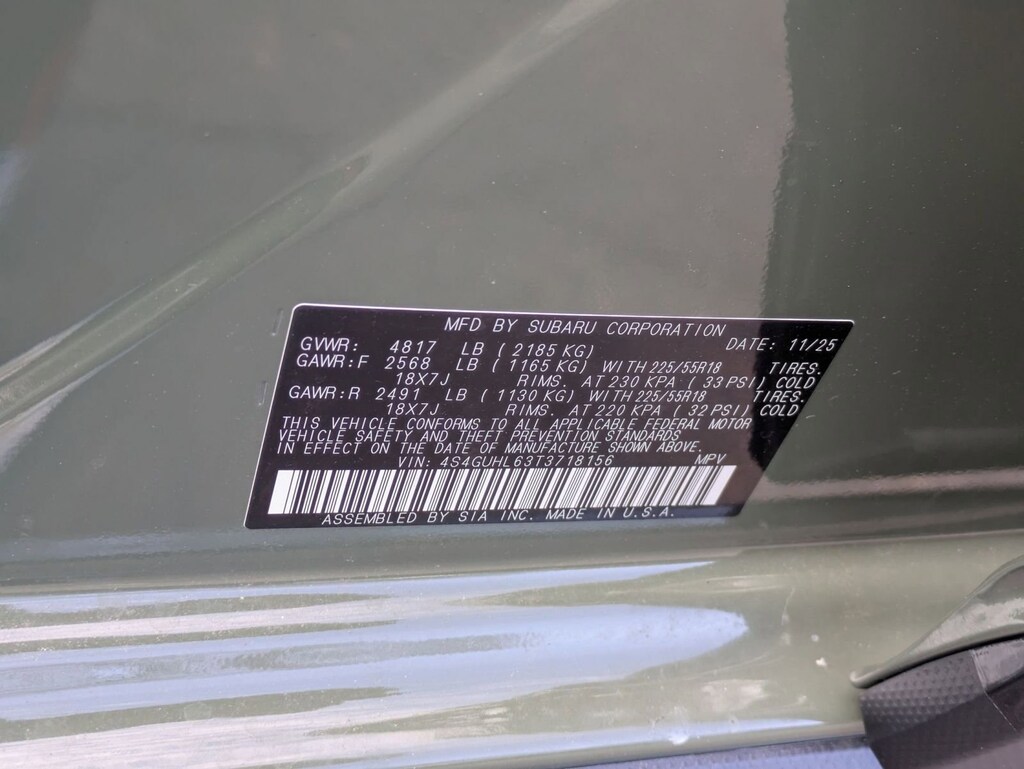 MFD BY SUBARU CORPORATION
GVWR: 4817 LB ( 2185 KG) DATE: 11/25
GAWR:F 2568 LB ( 1165 KG) WITH 225/55R18 TIRES.
18X7J RIMS. AT 230 KPA ( 33 PSI) COLD
GAWR:R 2491 LB ( 1130 KG) WITH 225/55R18 TIRES.
18X7J RIMS. AT 220 KPA ( 32 PSI) COLD
THIS VEHICLE CONFORMS TO ALL APPLICABLE FEDERAL MOTOR
VEHICLE SAFETY AND THEFT PREVENTION STANDARDS
IN EFFECT ON THE DATE OF MANUFACTURE SHOWN ABOVE.
VIN: 4S4GUHL63T3718156 MPV
ASSEMBLED BY SIA INC. MADE IN U.S.A.